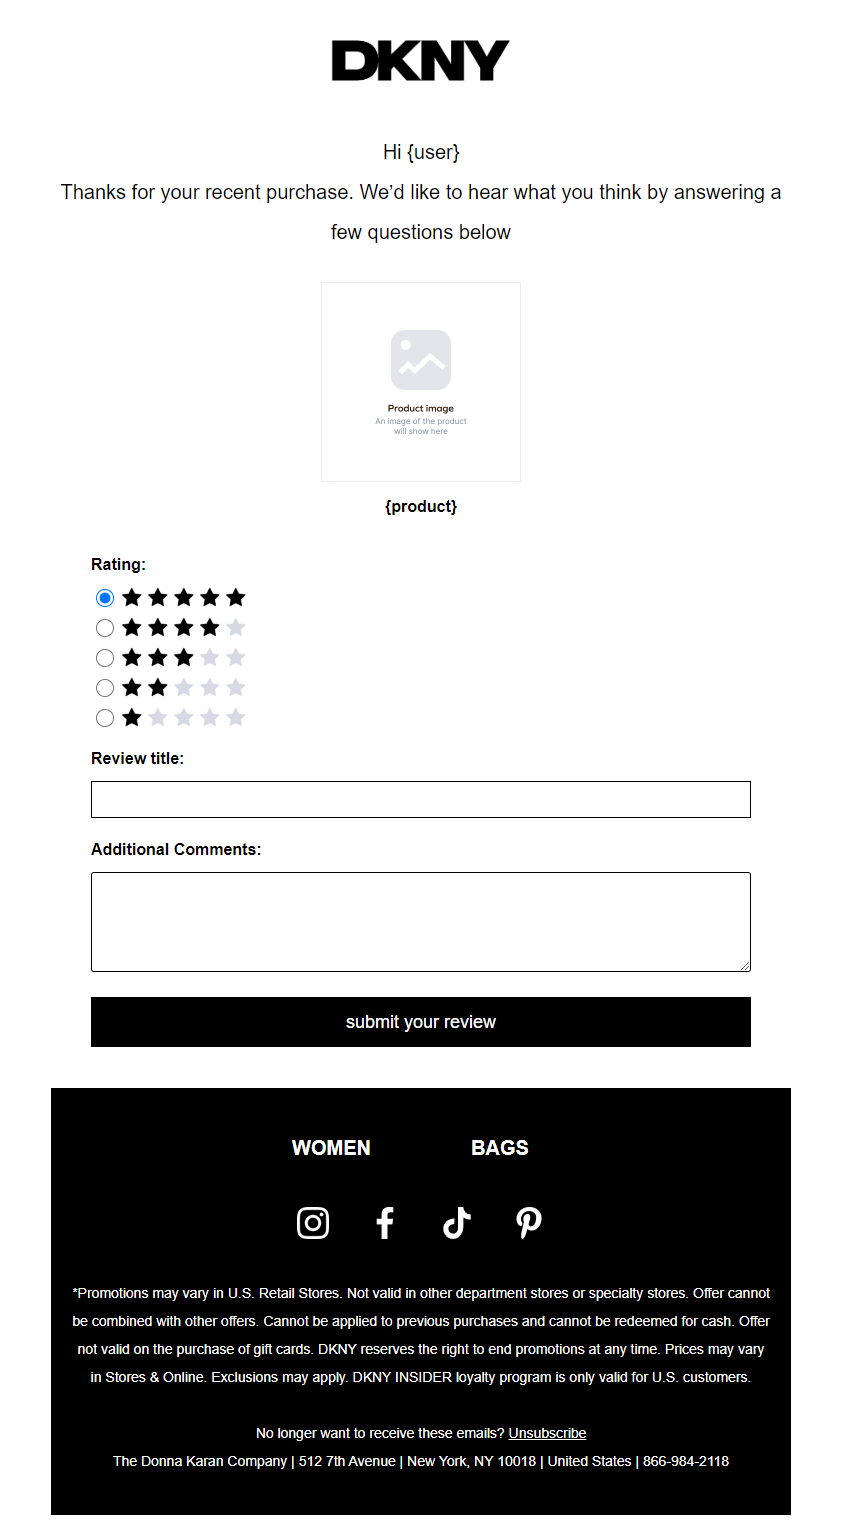 DKNY
Hi {user}
Thanks for your recent purchase. We’d like to hear what you think by answering a
few questions below
Product image
An image of the product
will show here
{product}
Rating:
Review title:
Additional Comments:
submit your review
WOMEN BAGS
*Promotions may vary in U.S. Retail Stores. Not valid in other department stores or specialty stores. Offer cannot
be combined with other offers. Cannot be applied to previous purchases and cannot be redeemed for cash. Offer
not valid on the purchase of gift cards. DKNY reserves the right to end promotions at any time. Prices may vary
in Stores & Online. Exclusions may apply. DKNY INSIDER loyalty program is only valid for U.S. customers.
No longer want to receive these emails? Unsubscribe
The Donna Karan Company | 512 7th Avenue | New York, NY 10018 | United States | 866-984-2118